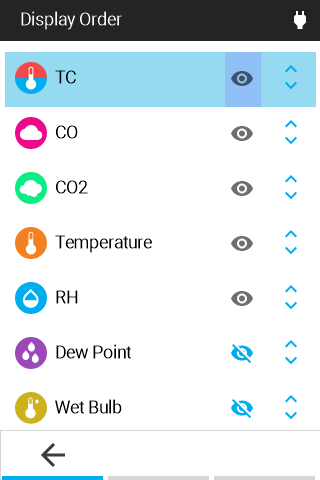 Display Order
TC
CO
CO2
Temperature
RH
Dew Point
Wet Bulb